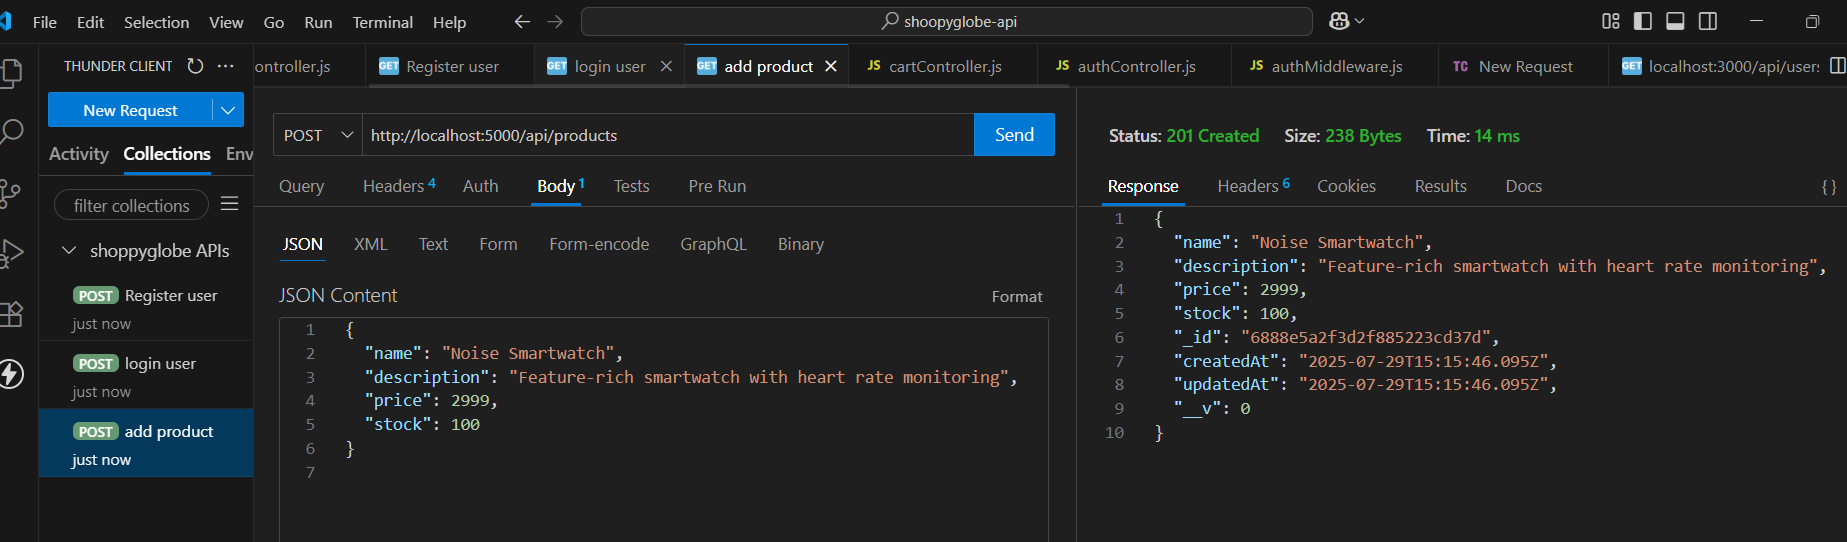 File Edit Selection View Go Run Terminal Help shoopyglobe-api
THUNDER CLIENT
New Request
Activity Collections Env
filter collections
shoppyglobe APIs
POST Register user
just now
POST login user
just now
POST add product
just now
ontroller.js GET Register user GET login user GET add product JS cartController.js JS authController.js JS authMiddleware.js TC New Request GET localhost:3000/api/users
POST http://localhost:5000/api/products Send
Query Headers 4 Auth Body 1 Tests Pre Run
JSON XML Text Form Form-encode GraphQL Binary
JSON Content Format
1 {
2 "name": "Noise Smartwatch",
3 "description": "Feature-rich smartwatch with heart rate monitoring",
4 "price": 2999,
5 "stock": 100
6 }
7
Status: 201 Created Size: 238 Bytes Time: 14 ms
Response Headers 6 Cookies Results Docs { }
1 {
2 "name": "Noise Smartwatch",
3 "description": "Feature-rich smartwatch with heart rate monitoring",
4 "price": 2999,
5 "stock": 100,
6 "_id": "6888e5a2f3d2f885223cd37d",
7 "createdAt": "2025-07-29T15:15:46.095Z",
8 "updatedAt": "2025-07-29T15:15:46.095Z",
9 "__v": 0
10 }